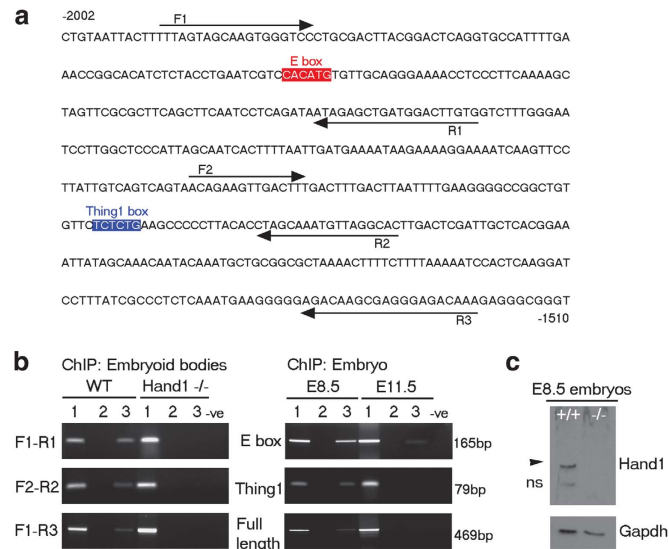 a
-2002
F1
CTGTAATTACTTTTAGTAGCAAGTGGGTCCCTGCGACTTACGGACTCAGGTGCCATTTTGA
E box
AACCGGCACATCTCTACCTGAATCGTCCACATGTGTTGCAGGGAAAACCTCCCTTCAAAAGC
TAGTTCGCGCTTCAGCTTCAATCCTCAGATAATAGAGCTGATGGACTTGTGGTCTTTGGGAA
R1
TCCTTGGCTCCCATTAGCAATCACTTTTAATTGATGAAAATAAGAAAAGGAAAATCAAGTTCC
F2
TTATTGTCAGTCAGTAACAGAAGTTGACTTTGACTTTGACTTAATTTTGAAGGGGCCGGCTGT
Thing1 box
GTTCTCTCTGAAGCCCCCTTACACCTAGCAAATGTTAGGCACTTGACTCGATTGCTCACGGAA
R2
ATTATAGCAAACAATACAAATGCTGCGGCGCTAAAACTTTTCTTTTAAAAATCCACTCAAGGAT
CCTTTATCGCCCTCTCAAATGAAGGGGGAGACAAGCGAGGGAGACAAAGAGGGCGGGT
R3
-1510
b
ChIP: Embryoid bodies
WT Hand1 -/-
1 2 3 1 2 3 -ve
F1-R1
F2-R2
F1-R3
ChIP: Embryo
E8.5 E11.5
1 2 3 1 2 3 -ve
E box 165bp
Thing1 79bp
Full length 469bp
c
E8.5 embryos
+/+ -/-
Hand1
ns
Gapdh